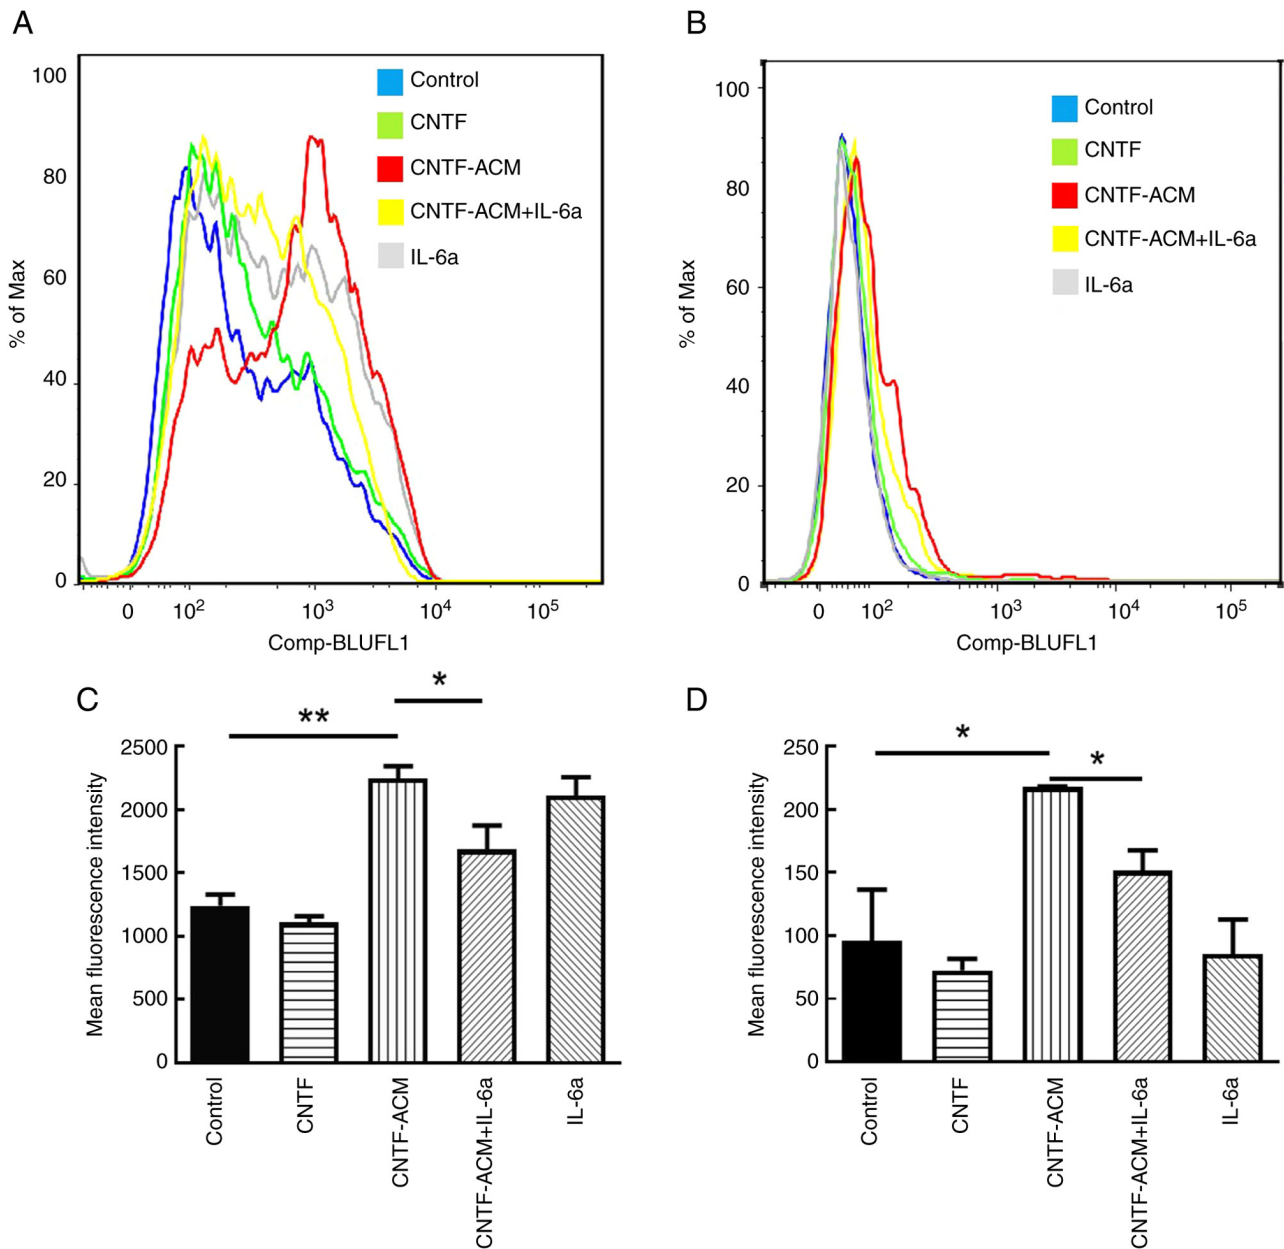 A
100
80
60
40
20
0
% of Max
Control
CNTF
CNTF-ACM
CNTF-ACM+IL-6a
IL-6a
0 10² 10³ 10⁴ 10⁵
Comp-BLUFL1
B
100
80
60
40
20
0
% of Max
Control
CNTF
CNTF-ACM
CNTF-ACM+IL-6a
IL-6a
0 10² 10³ 10⁴ 10⁵
Comp-BLUFL1
C
*
**
2500
2000
1500
1000
500
0
Mean fluorescence intensity
Control
CNTF
CNTF-ACM
CNTF-ACM+IL-6a
IL-6a
D
*
*
250
200
150
100
50
0
Mean fluorescence intensity
Control
CNTF
CNTF-ACM
CNTF-ACM+IL-6a
IL-6a